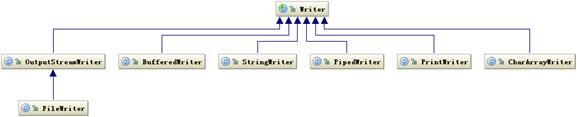 Writer
OutputStreamWriter BufferedWriter StringWriter PipedWriter PrintWriter CharArrayWriter
FileWriter